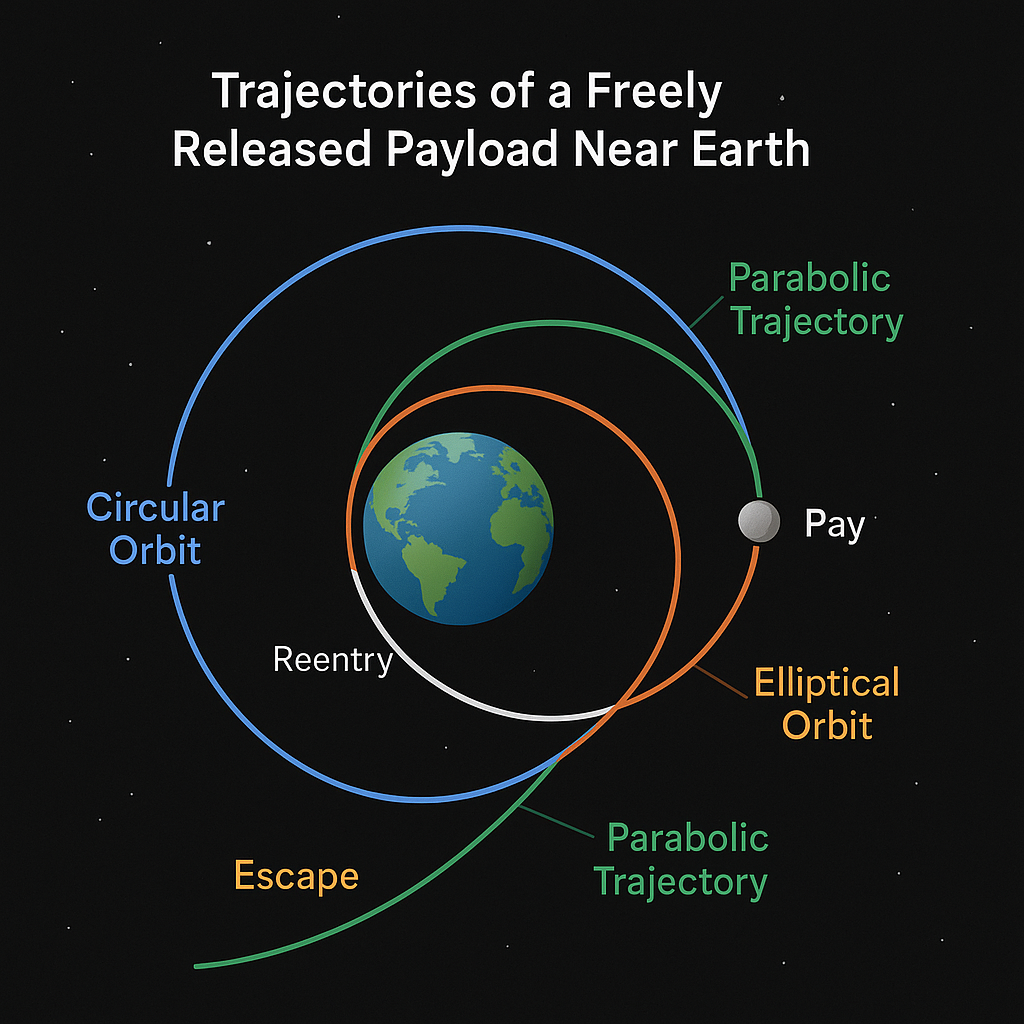 Trajectories of a Freely
Released Payload Near Earth
Parabolic
Trajectory
Circular
Orbit
Pay
Reentry
Elliptical
Orbit
Parabolic
Trajectory
Escape